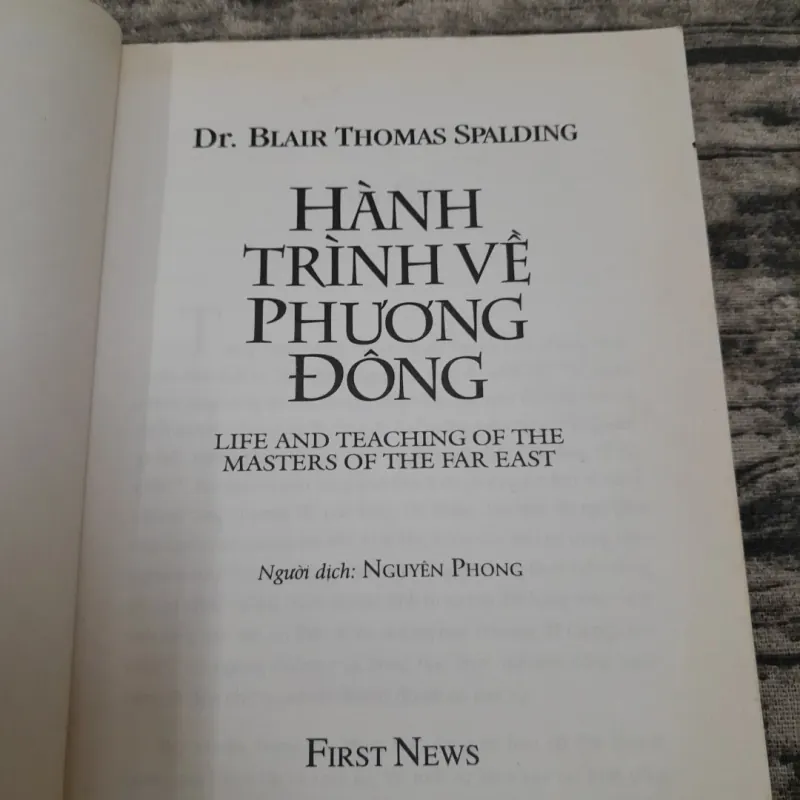 DR. BLAIR THOMAS SPALDING
HÀNH
TRÌNH VỀ
PHƯƠNG
ĐÔNG
LIFE AND TEACHING OF THE
MASTERS OF THE FAR EAST
Người dịch: NGUYÊN PHONG
FIRST NEWS